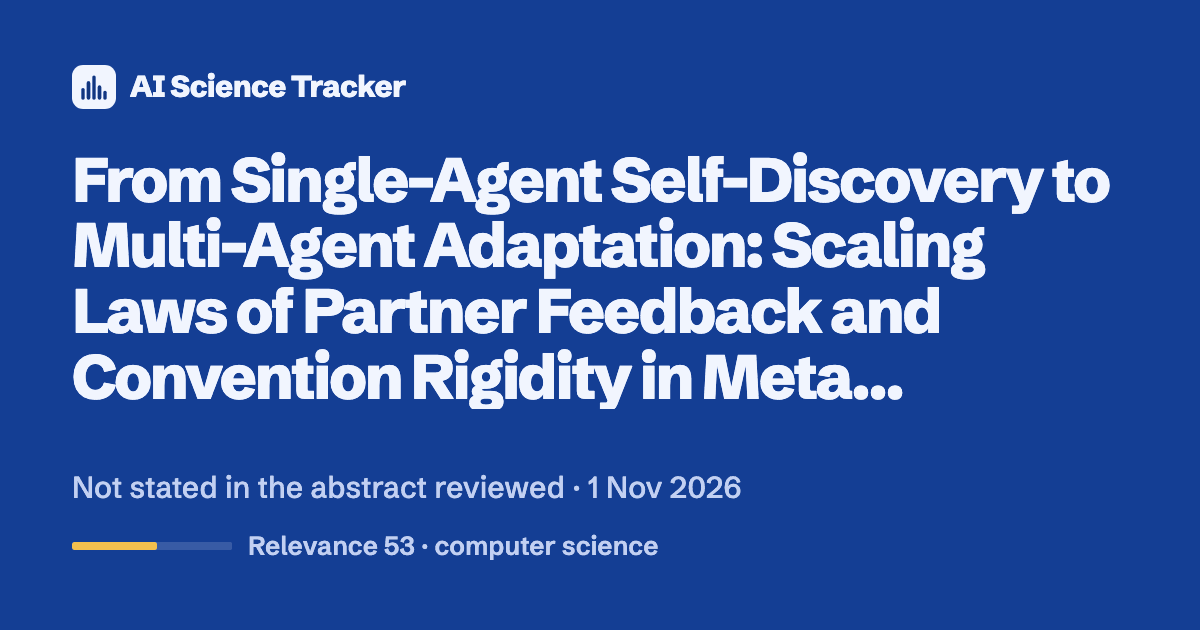 AI Science Tracker
From Single-Agent Self-Discovery to
Multi-Agent Adaptation: Scaling
Laws of Partner Feedback and
Convention Rigidity in Meta...
Not stated in the abstract reviewed · 1 Nov 2026
Relevance 53 · computer science